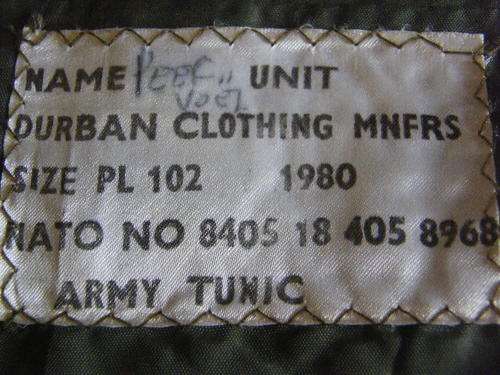 NAME UNIT
DURBAN CLOTHING MNFRS
SIZE PL 102 1980
NATO NO 8405 18 405 8968
ARMY TUNIC